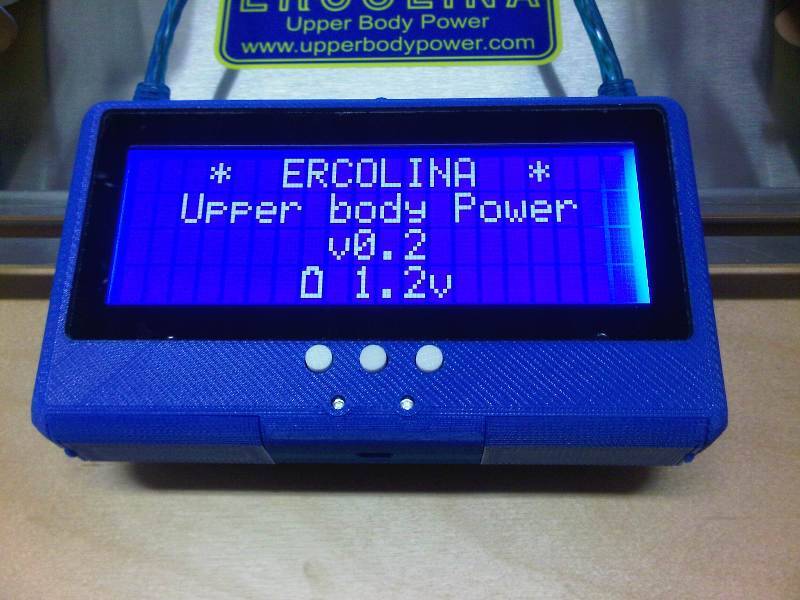 ERCOLINA
Upper Body Power
www.upperbodypower.com
* ERCOLINA *
Upper body Power
v0.2
1.2v